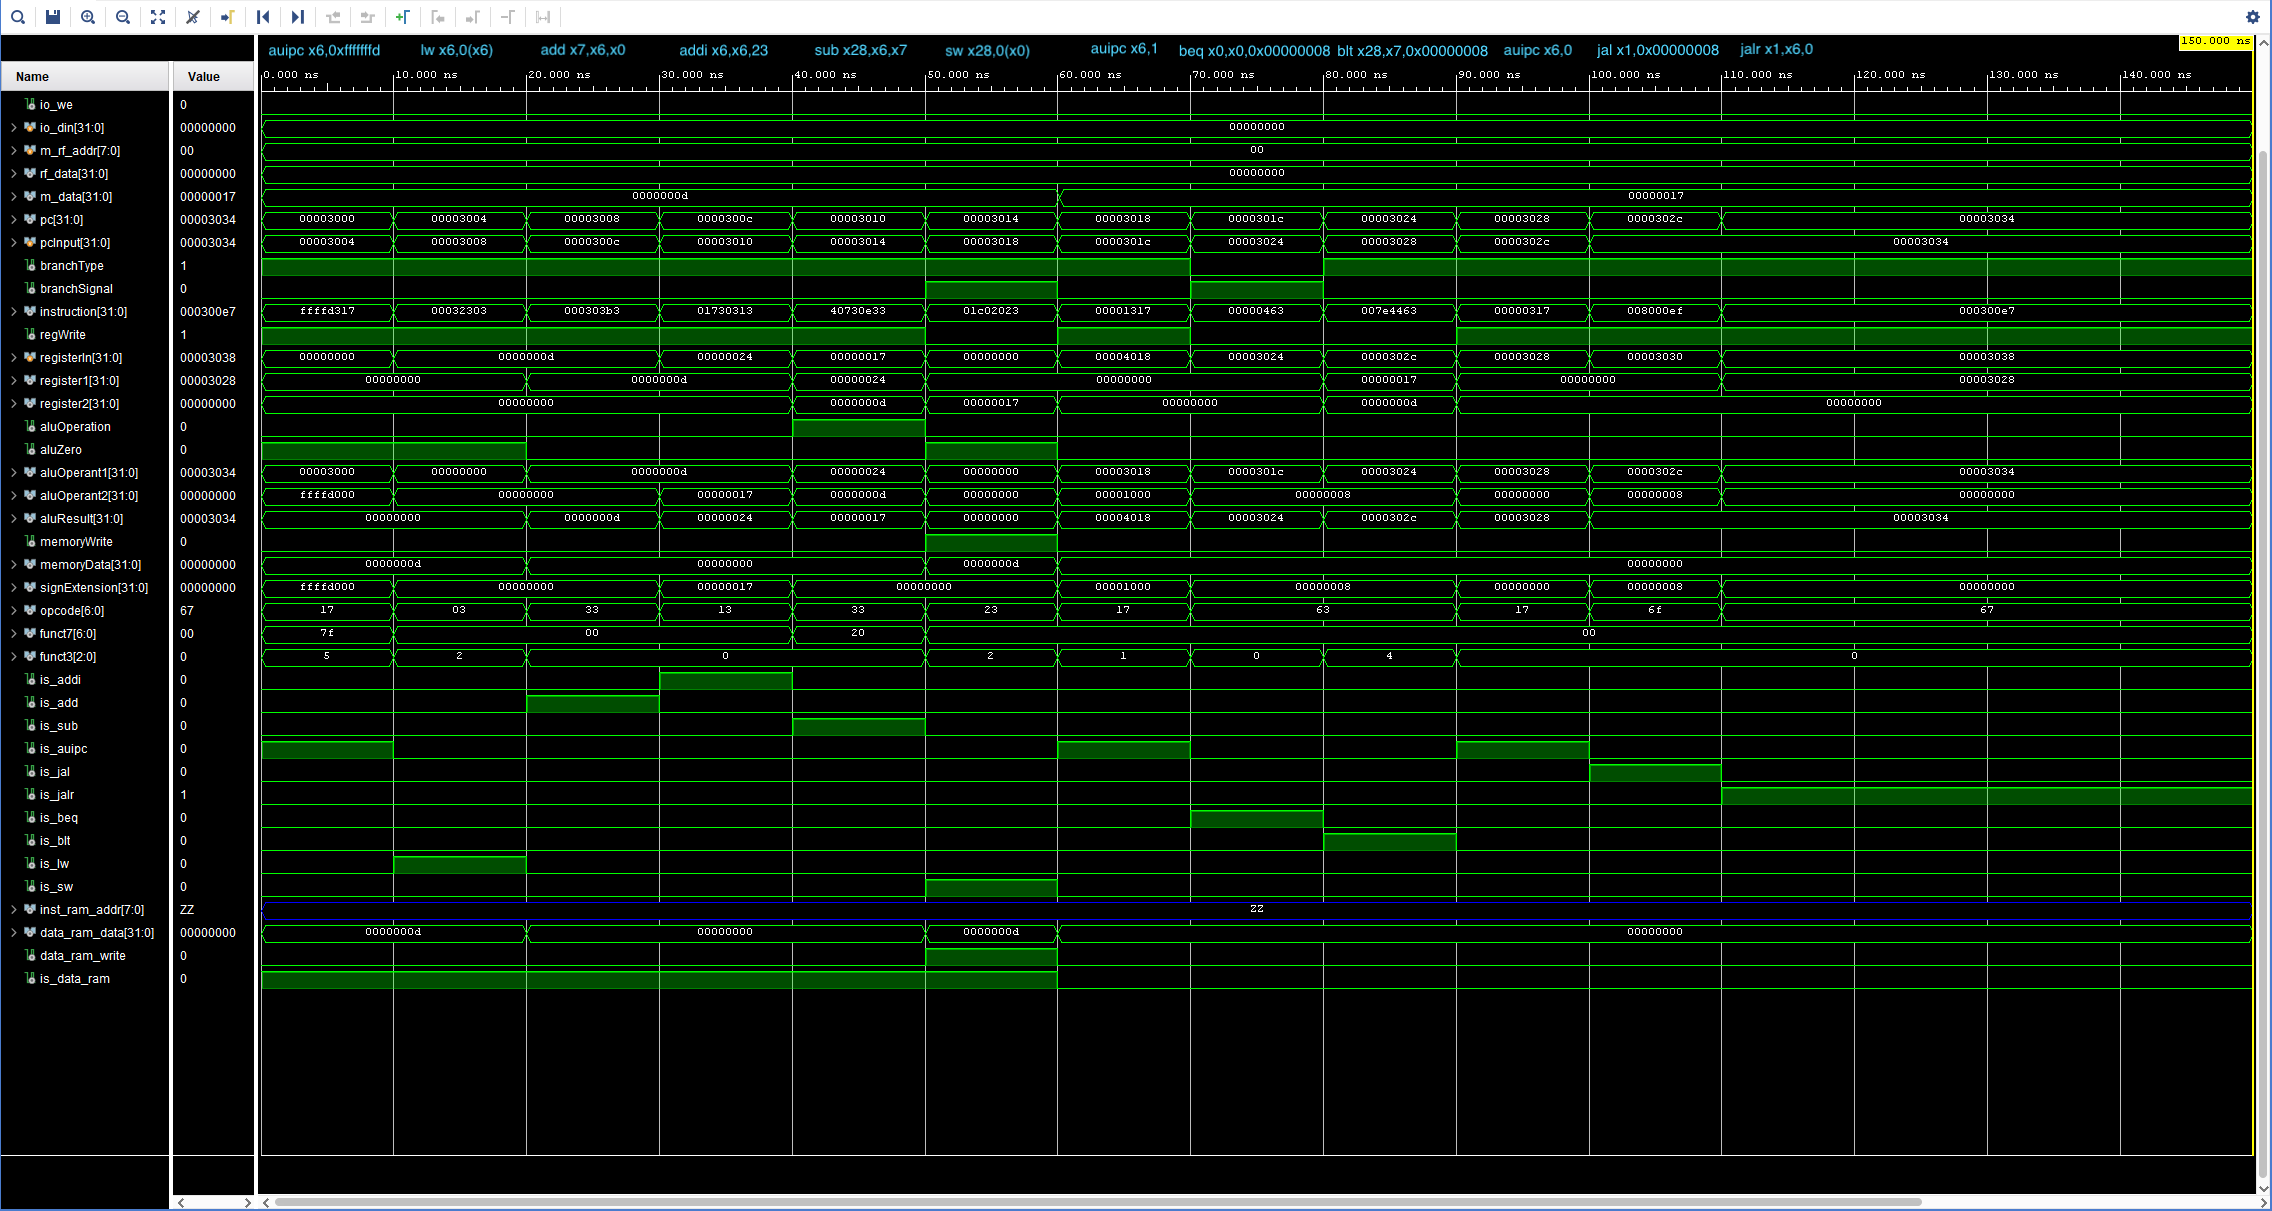 150.000 ns
auipc x6,0xfffffffd lw x6,0(x6) add x7,x6,x0 addi x6,x6,23 sub x28,x6,x7 sw x28,0(x0) auipc x6,1 beq x0,x0,0x00000008 blt x28,x7,0x00000008 auipc x6,0 jal x1,0x00000008 jalr x1,x6,0
Name Value 0.000 ns 10.000 ns 20.000 ns 30.000 ns 40.000 ns 50.000 ns 60.000 ns 70.000 ns 80.000 ns 90.000 ns 100.000 ns 110.000 ns 120.000 ns 130.000 ns 140.000 ns
io_we 0
io_din[31:0] 00000000 00000000
m_rf_addr[7:0] 00 00
rf_data[31:0] 00000000 00000000
m_data[31:0] 00000017 0000000d 00000017
pc[31:0] 00003034 00003000 00003004 00003008 0000300c 00003010 00003014 00003018 0000301c 00003024 00003028 0000302c 00003034
pcInput[31:0] 00003034 00003004 00003008 0000300c 00003010 00003014 00003018 0000301c 00003024 00003028 0000302c 00003034
branchType 1
branchSignal 0
instruction[31:0] 000300e7 ffffd317 00032303 000303b3 01730313 40730e33 01c02023 00001317 00000463 007e4463 00000317 008000ef 000300e7
regWrite 1
registerIn[31:0] 00003038 00000000 0000000d 00000024 00000017 00000000 00004018 00003024 0000302c 00003028 00003030 00003038
register1[31:0] 00003028 00000000 0000000d 00000024 00000000 00000017 00000000 00003028
register2[31:0] 00000000 00000000 0000000d 00000017 00000000 0000000d 00000000
aluOperation 0
aluZero 0
aluOperant1[31:0] 00003034 00003000 00000000 0000000d 00000024 00000000 00003018 0000301c 00003024 00003028 0000302c 00003034
aluOperant2[31:0] 00000000 ffffd000 00000000 00000017 0000000d 00000000 00001000 00000008 00000000 00000008 00000000
aluResult[31:0] 00003034 00000000 0000000d 00000024 00000017 00000000 00004018 00003024 0000302c 00003028 00003034
memoryWrite 0
memoryData[31:0] 00000000 0000000d 00000000 0000000d 00000000
signExtension[31:0] 00000000 ffffd000 00000000 00000017 00000000 00001000 00000008 00000000 00000008 00000000
opcode[6:0] 67 17 03 33 13 33 23 17 63 17 6f 67
funct7[6:0] 00 7f 00 20 00
funct3[2:0] 0 5 2 0 2 1 0 4 0
is_addi 0
is_add 0
is_sub 0
is_auipc 0
is_jal 0
is_jalr 1
is_beq 0
is_blt 0
is_lw 0
is_sw 0
inst_ram_addr[7:0] ZZ ZZ
data_ram_data[31:0] 00000000 0000000d 00000000 0000000d 00000000
data_ram_write 0
is_data_ram 0